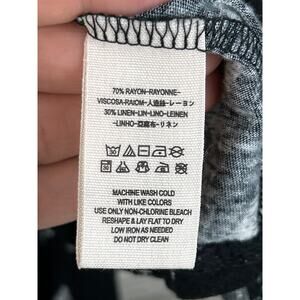 70% RAYON-RAYONNE-
VISCOSA-RAIOM-人造絲-レーヨン
30% LINEN-LIN-LINO-LEINEN
-LINHO-亞麻布-リネン
30
MACHINE WASH COLD
WITH LIKE COLORS
USE ONLY NON-CHLORINE BLEACH
RESHAPE & LAY FLAT TO DRY
LOW IRON AS NEEDED
DO NOT DRY CLEAN